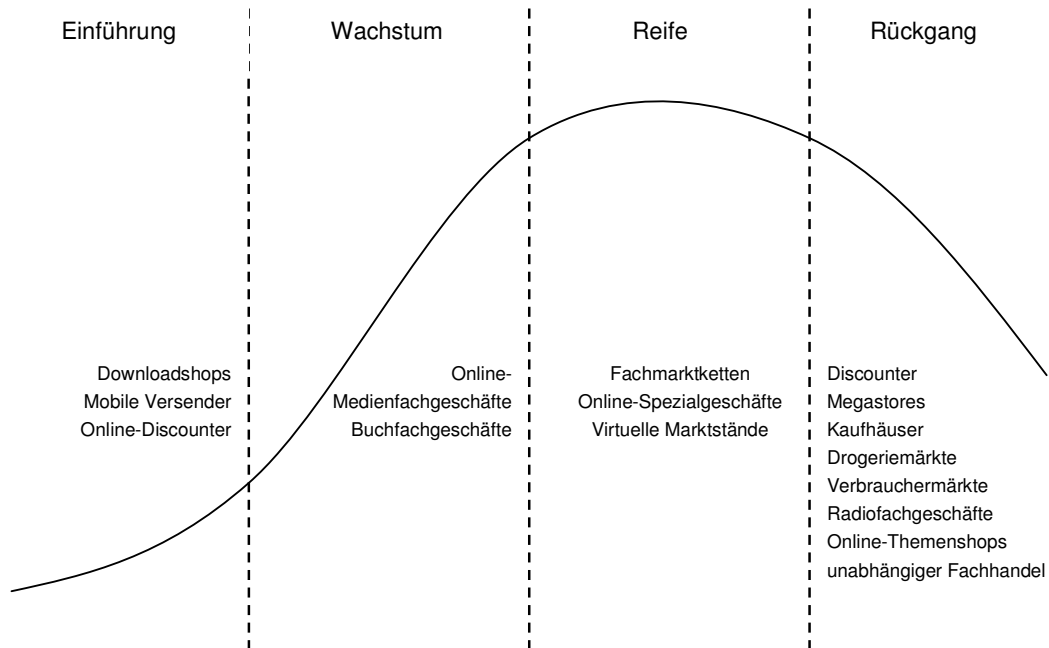 Einführung
Wachstum
Reife
Rückgang
Downloadshops
Mobile Versender
Online-Discounter
Online-
Medienfachgeschäfte
Buchfachgeschäfte
Fachmarktketten
Online-Spezialgeschäfte
Virtuelle Marktstände
Discounter
Megastores
Kaufhäuser
Drogeriemärkte
Verbrauchermärkte
Radiofachgeschäfte
Online-Themenshops
unabhängiger Fachhandel